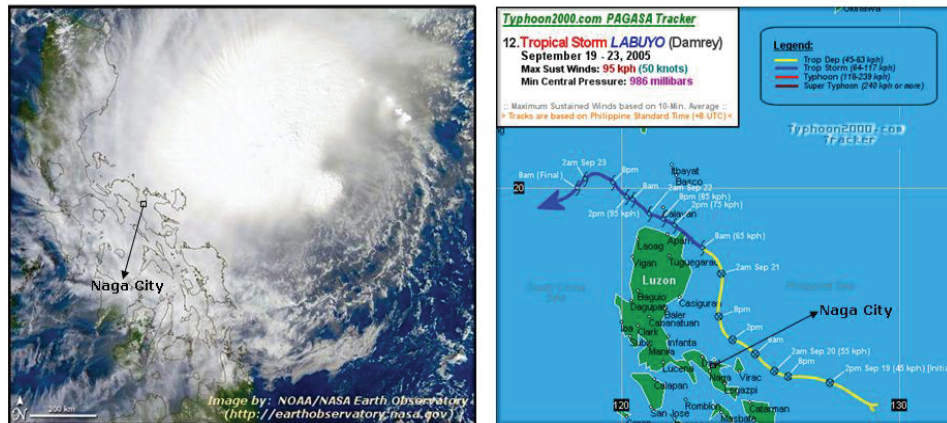 Naga City
N
200 km
Image by: NOAA/NASA Earth Observatory
(http://earthobservatory.nasa.gov)
Typhoon2000.com PAGASA Tracker
12.Tropical Storm LABUYO (Damrey)
September 19 - 23, 2005
Max Sust Winds: 95 kph (50 knots)
Min Central Pressure: 986 millibars
:: Maximum Sustained Winds based on 10-Min. Average ::
> Tracks are based on Philippine Standard Time (+8 UTC) <
Okinawa
Legend:
Trop Dep (45-63 kph)
Trop Storm (64-117 kph)
Typhoon (118-239 kph)
Super Typhoon (240 kph or more)
Typhoon2000.com
Tracker
2am Sep 23
8am (Final)
8pm
Itbayat
Basco
20
20
8am
2am Sep 22
8pm (85 kph)
2pm (95 kph)
Calayan
2pm (75 kph)
Aparri
8am (65 kph)
Laoag
Vigan
Tuguegarao
2am Sep 21
Luzon
South China
Sea
Philippine Sea
Baguio
Dagupan
Casiguran
8pm
Naga City
Baler
Iba
Cabanatuan
Clark
2pm
Subic
Infanta
Manila
8am
2am Sep 20 (55 kph)
Lucena
Daet
8pm
Naga
Virac
2pm Sep 19 (45 kph) [Initia
Calapan
Legazpi
120
Romblon
Catarman
130
San Jose
Masbate